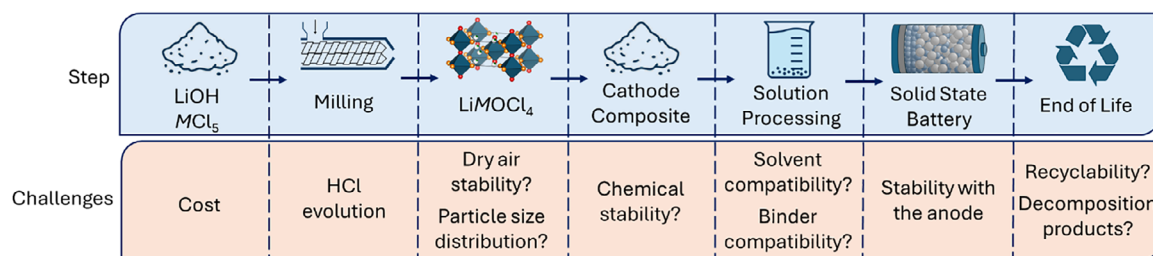 Step
LiOH
MCl₅
Milling
LiMOCl₄
Cathode
Composite
Solution
Processing
Solid State
Battery
End of Life
Challenges
Cost
HCl
evolution
Dry air
stability?
Particle size
distribution?
Chemical
stability?
Solvent
compatibility?
Binder
compatibility?
Stability with
the anode
Recyclability?
Decomposition
products?